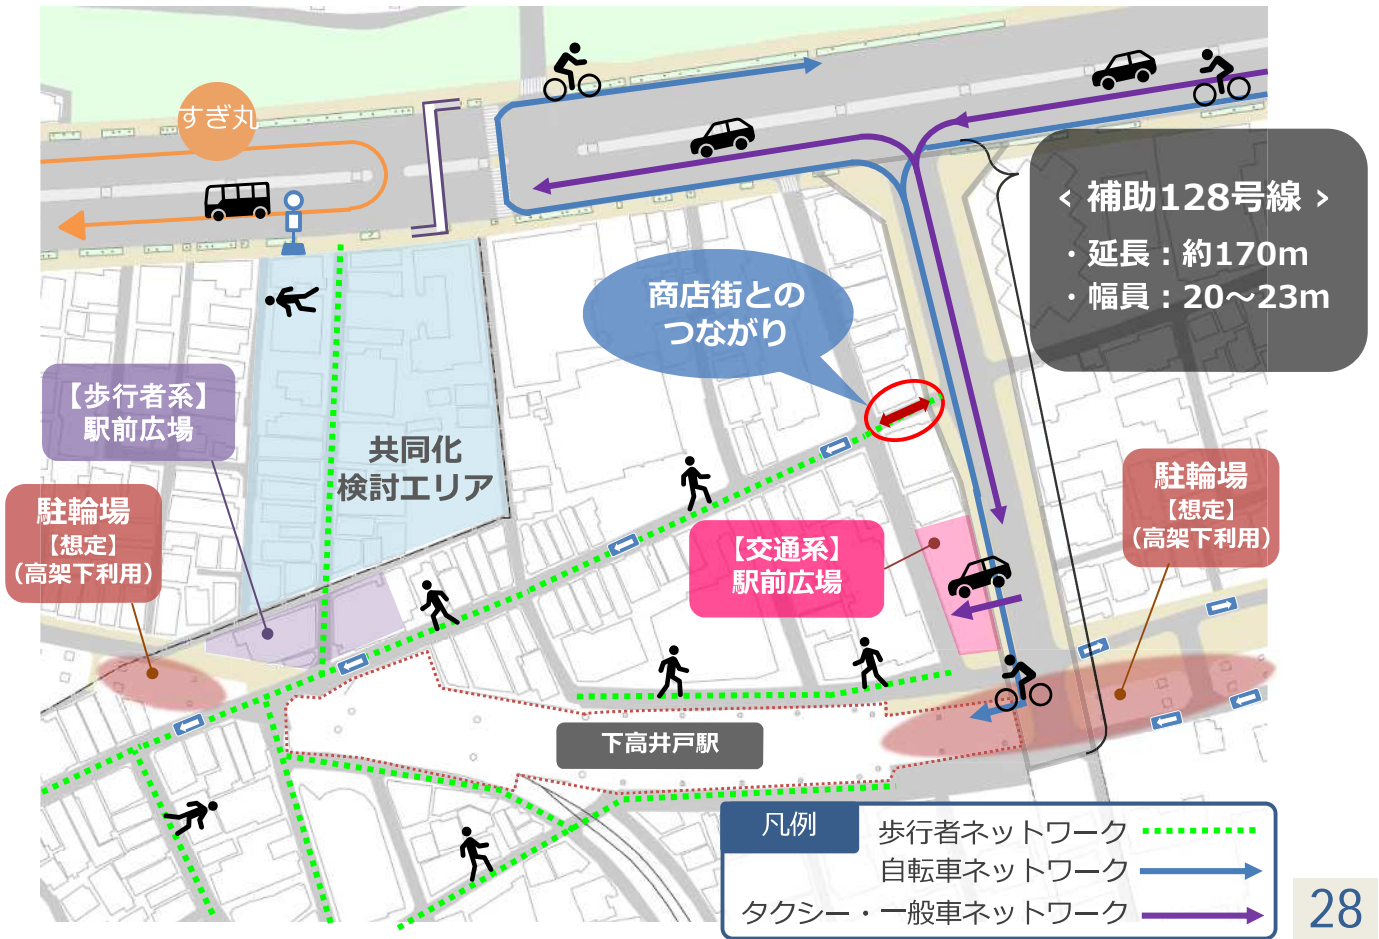 すぎ丸
‹ 補助128号線 ›
・延長：約170m
・幅員：20～23m
商店街との
つながり
【歩行者系】
駅前広場
共同化
検討エリア
駐輪場
【想定】
（高架下利用）
【交通系】
駅前広場
駐輪場
【想定】
（高架下利用）
下高井戸駅
凡例
歩行者ネットワーク
自転車ネットワーク
タクシー・一般車ネットワーク
28